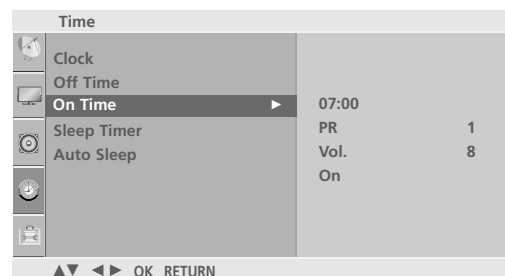 Time
Clock
Off Time
On Time ► 07:00
Sleep Timer PR 1
Auto Sleep Vol. 8
On
▲▼ ◄► OK RETURN